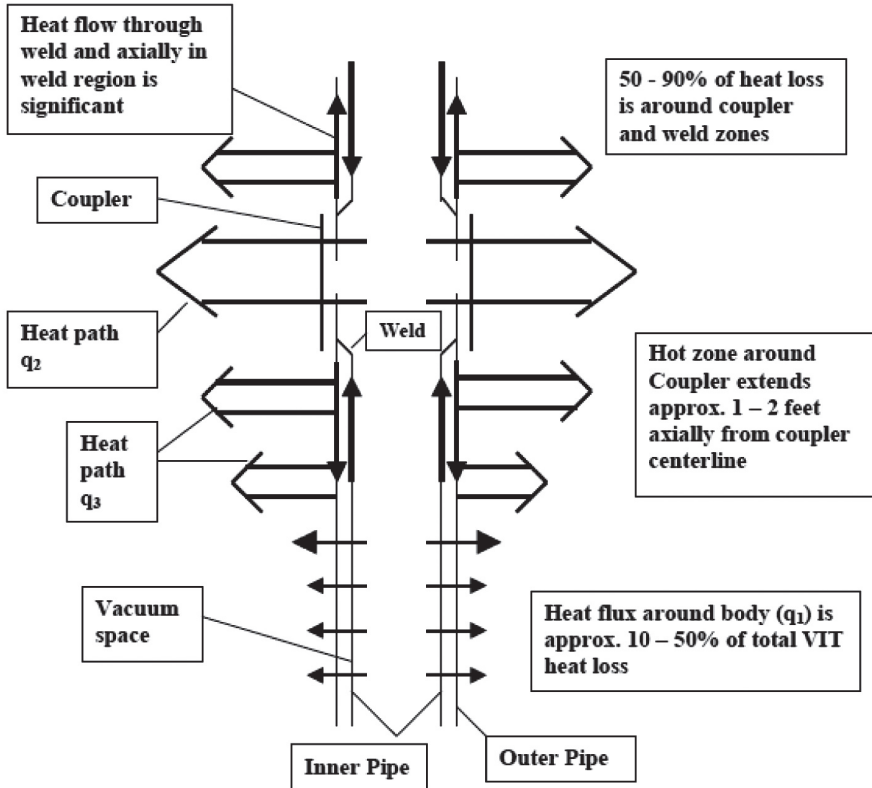 Heat flow through
weld and axially in
weld region is
significant
50 - 90% of heat loss
is around coupler
and weld zones
Coupler
Heat path
q2
Weld
Hot zone around
Coupler extends
approx. 1 – 2 feet
axially from coupler
centerline
Heat
path
q3
Vacuum
space
Heat flux around body (q1) is
approx. 10 – 50% of total VIT
heat loss
Inner Pipe
Outer Pipe